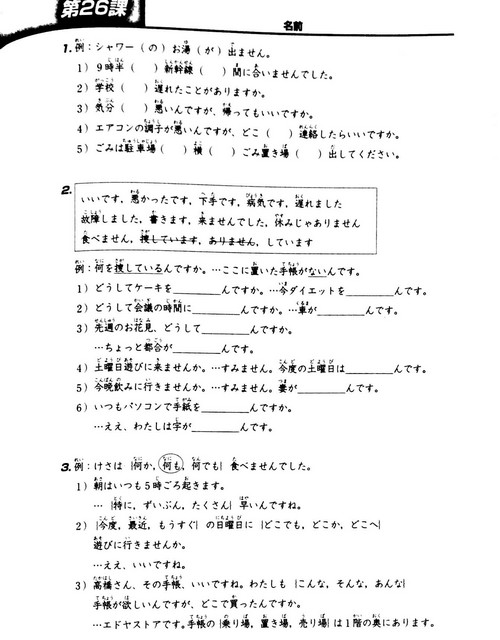 第26課
名前
1. 例：シャワー（の）お湯（が）出ません。
1）9時半（　）新幹線（　）間に合いませんでした。
2）学校（　）遅れたことがありますか。
3）気分（　）悪いんですが、帰ってもいいですか。
4）エアコンの調子が悪いんですが、どこ（　）連絡したらいいですか。
5）ごみは駐車場（　）横（　）ごみ置き場（　）出してください。
2.
いいです，悪かったです，下手です，病気です，遅れました
故障しました，書きます，来ませんでした，休みじゃありません
食べません，捜しています，ありません，しています
例：何を捜しているんですか。…ここに置いた手帳がないんです。
1）どうしてケーキを＿＿＿＿んですか。…今ダイエットを＿＿＿＿んです。
2）どうして会議の時間に＿＿＿＿んですか。…車が＿＿＿＿んです。
3）先週のお花見、どうして＿＿＿＿んですか。
…ちょっと都合が＿＿＿＿んです。
4）土曜日遊びに来ませんか。…すみません。今度の土曜日は＿＿＿＿んです。
5）今晩飲みに行きませんか。…すみません。妻が＿＿＿＿んです。
6）いつもパソコンで手紙を＿＿＿＿んですか。
…ええ、わたしは字が＿＿＿＿んです。
3. 例：けさは |何か，何も，何でも| 食べませんでした。
1）朝はいつも5時ごろ起きます。
… |特に，ずいぶん，たくさん| 早いんですね。
2）|今度，最近，もうすぐ| の日曜日に |どこでも，どこか，どこへ|
遊びに行きませんか。
…ええ、いいですね。
3）高橋さん、その手帳、いいですね。わたしも |こんな，そんな，あんな|
手帳が欲しいんですが、どこで買ったんですか。
…エドヤストアです。手帳の |乗り場，置き場，売り場| は1階の奥にあります。